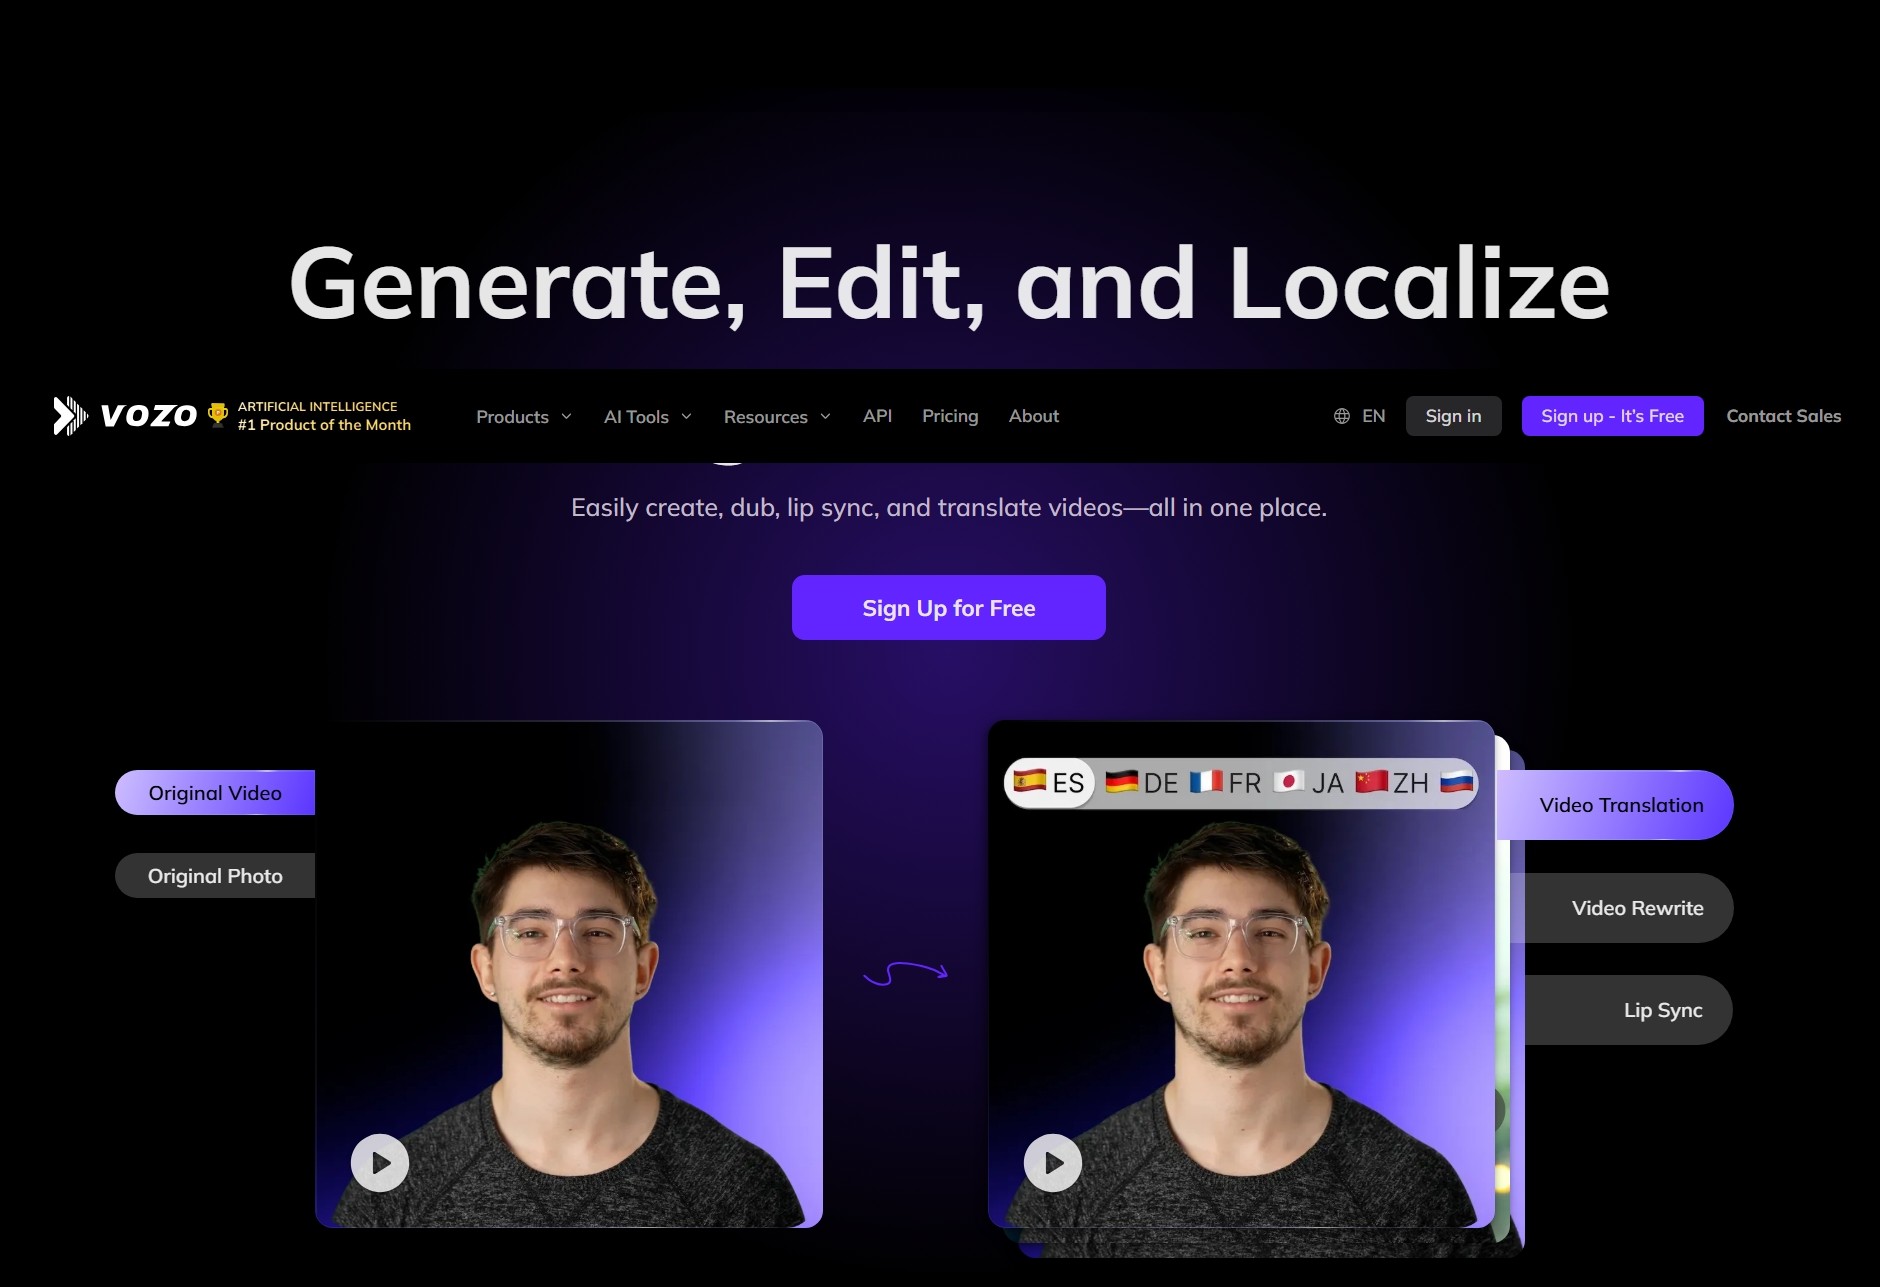 Generate, Edit, and Localize
VOZO
ARTIFICIAL INTELLIGENCE
#1 Product of the Month
Products
AI Tools
Resources
API
Pricing
About
EN
Sign in
Sign up - It's Free
Contact Sales
Easily create, dub, lip sync, and translate videos—all in one place.
Sign Up for Free
Original Video
Original Photo
ES DE FR JA ZH
Video Translation
Video Rewrite
Lip Sync